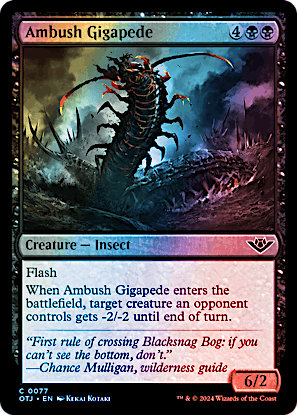 Ambush Gigapede 4
Creature — Insect
Flash
When Ambush Gigapede enters the
battlefield, target creature an opponent
controls gets -2/-2 until end of turn.
"First rule of crossing Blacksnag Bog: if you
can't see the bottom, don't."
—Chance Mulligan, wilderness guide
6/2
C 0077
OTJ • EN KEKAI KOTAKI
™ & © 2024 Wizards of the Coast